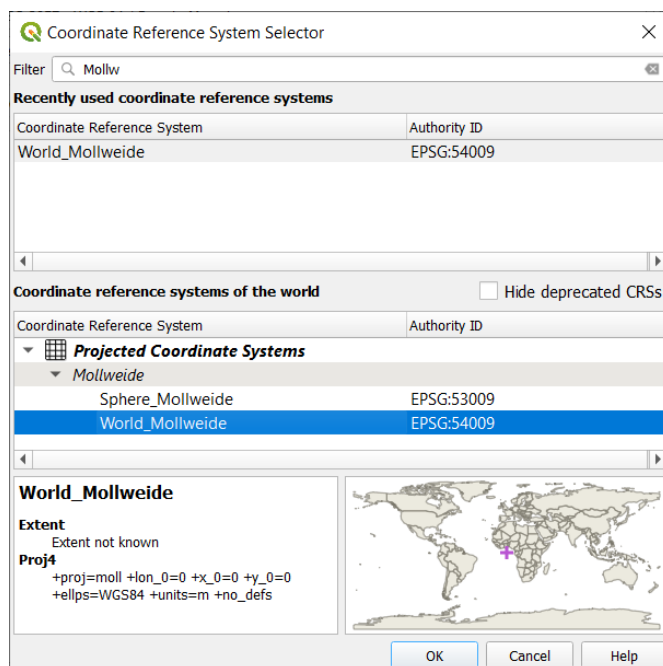 Coordinate Reference System Selector
Filter Mollw
Recently used coordinate reference systems
Coordinate Reference System Authority ID
World_Mollweide EPSG:54009
Coordinate reference systems of the world Hide deprecated CRSs
Coordinate Reference System Authority ID
Projected Coordinate Systems
Mollweide
Sphere_Mollweide EPSG:53009
World_Mollweide EPSG:54009
World_Mollweide
Extent
Extent not known
Proj4
+proj=moll +lon_0=0 +x_0=0 +y_0=0
+ellps=WGS84 +units=m +no_defs
OK Cancel Help